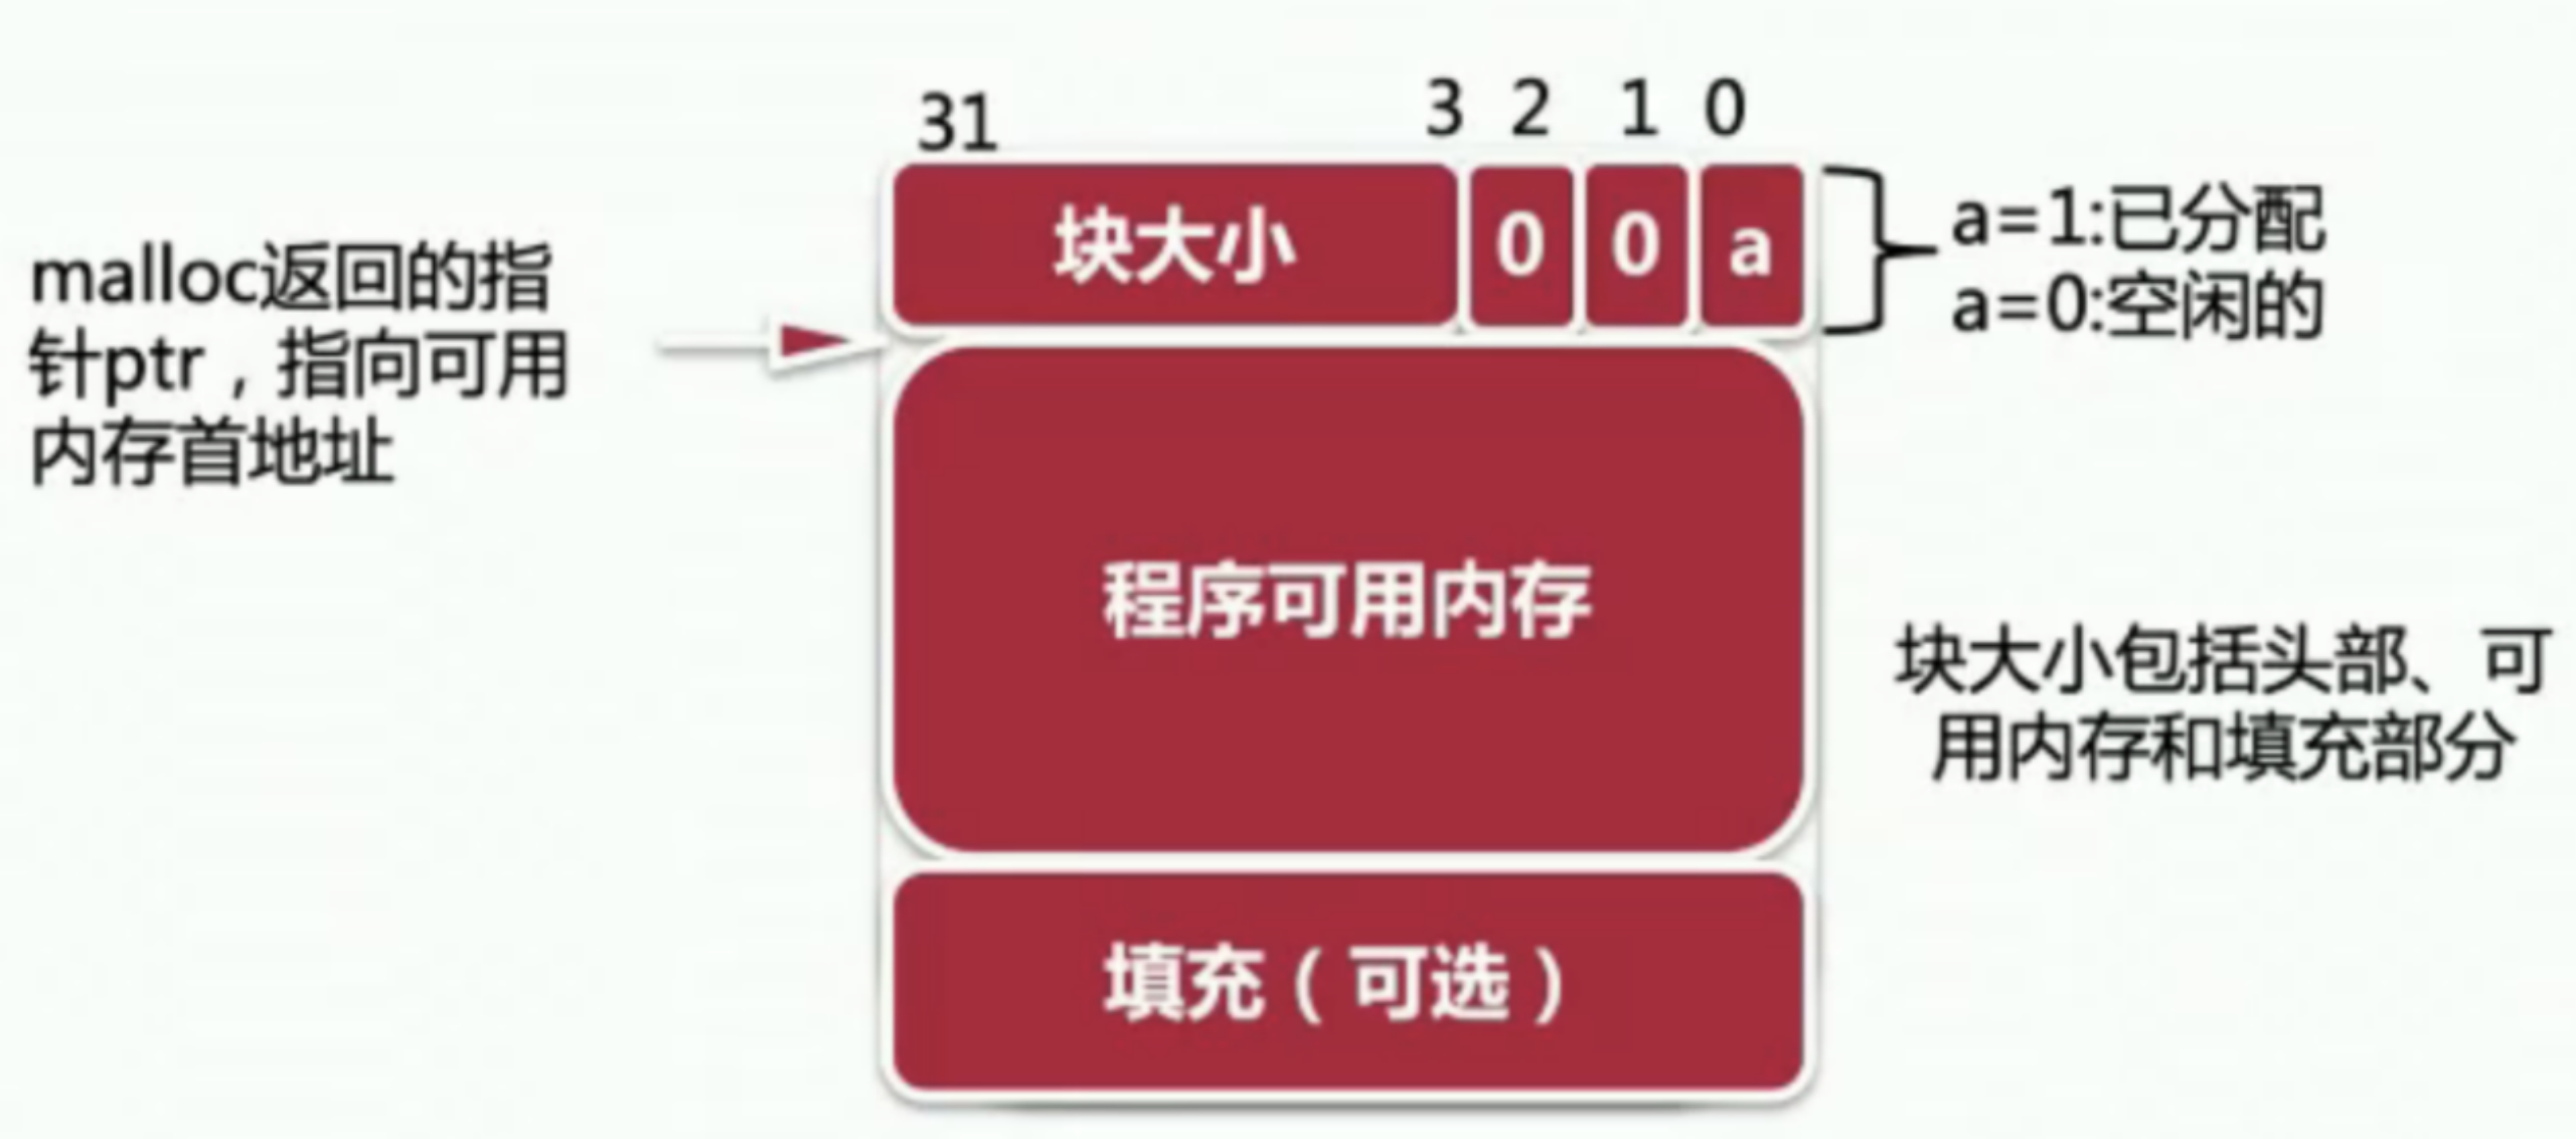 31 3 2 1 0
块大小 0 0 a
a=1:已分配
a=0:空闲的
malloc返回的指
针ptr，指向可用
内存首地址
程序可用内存
块大小包括头部、可
用内存和填充部分
填充（可选）